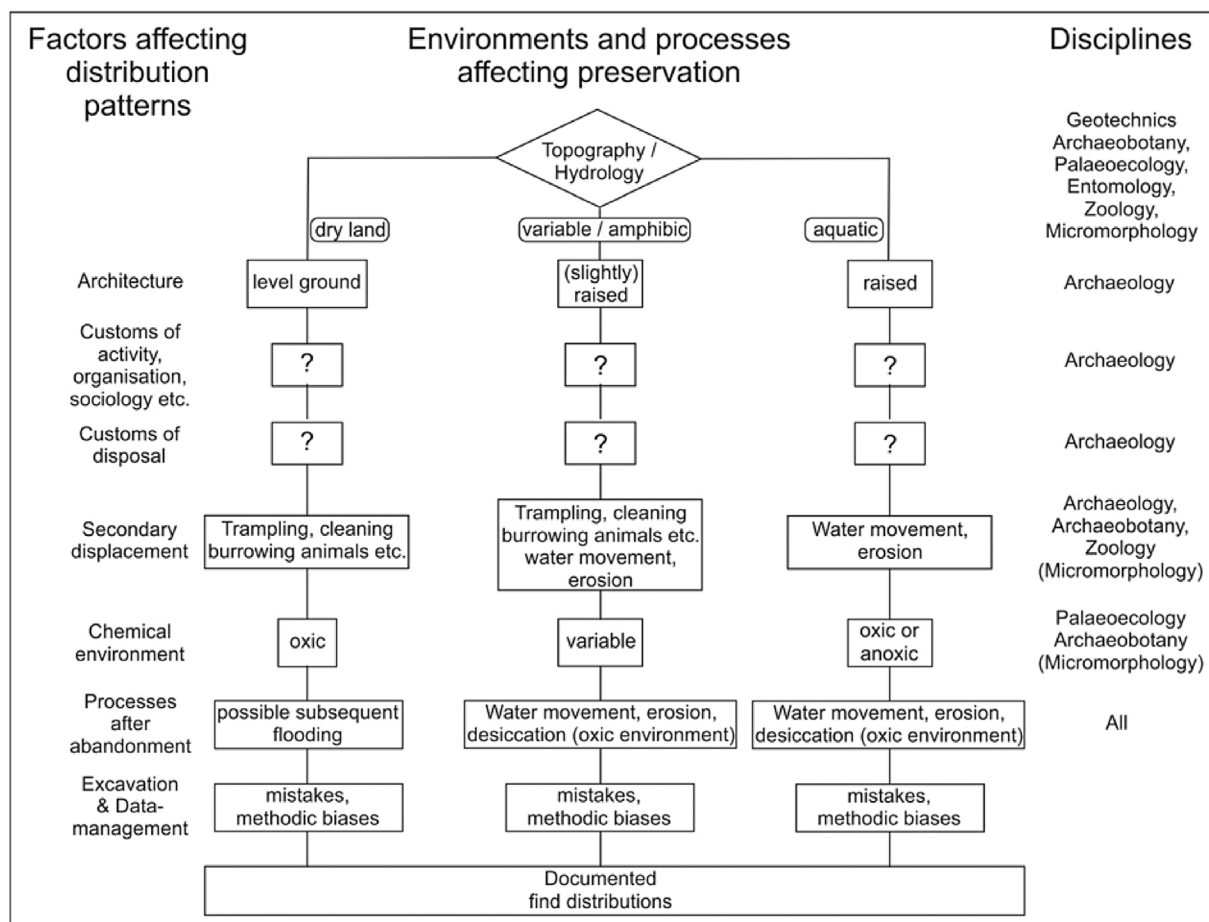 Factors affecting
distribution
patterns
Environments and processes
affecting preservation
Disciplines
Topography /
Hydrology
Geotechnics
Archaeobotany,
Palaeoecology,
Entomology,
Zoology,
Micromorphology
dry land
variable / amphibic
aquatic
Architecture
level ground
(slightly)
raised
raised
Archaeology
Customs of
activity,
organisation,
sociology etc.
?
?
?
Archaeology
Customs of
disposal
?
?
?
Archaeology
Secondary
displacement
Trampling, cleaning
burrowing animals etc.
Trampling, cleaning
burrowing animals etc.
water movement,
erosion
Water movement,
erosion
Archaeology,
Archaeobotany,
Zoology
(Micromorphology)
Chemical
environment
oxic
variable
oxic or
anoxic
Palaeoecology
Archaeobotany
(Micromorphology)
Processes
after
abandonment
possible subsequent
flooding
Water movement, erosion,
desiccation (oxic environment)
Water movement, erosion,
desiccation (oxic environment)
All
Excavation
& Data-
management
mistakes,
methodic biases
mistakes,
methodic biases
mistakes,
methodic biases
Documented
find distributions